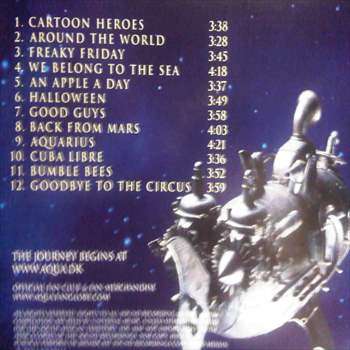 1. CARTOON HEROES 3:38
2. AROUND THE WORLD 3:28
3. FREAKY FRIDAY 3:45
4. WE BELONG TO THE SEA 4:18
5. AN APPLE A DAY 3:37
6. HALLOWEEN 3:49
7. GOOD GUYS 3:58
8. BACK FROM MARS 4:03
9. AQUARIUS 4:21
10. CUBA LIBRE 3:36
11. BUMBLE BEES 3:52
12. GOODBYE TO THE CIRCUS 3:59
THE JOURNEY BEGINS AT
WWW.AQUA.DK
OFFICIAL FAN CLUB & FAN MERCHANDISE